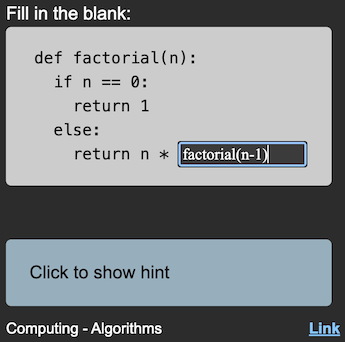 Fill in the blank:
def factorial(n):
if n == 0:
return 1
else:
return n * factorial(n-1)
Click to show hint
Computing - Algorithms Link